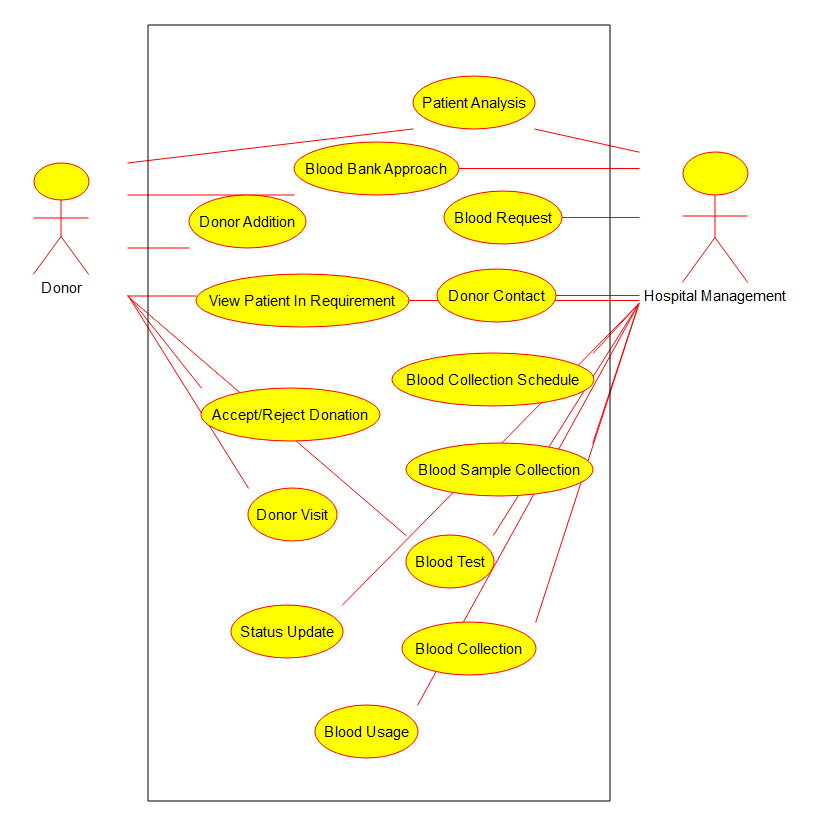 Patient Analysis
Blood Bank Approach
Donor Addition
Blood Request
Donor
View Patient In Requirement
Donor Contact
Hospital Management
Blood Collection Schedule
Accept/Reject Donation
Blood Sample Collection
Donor Visit
Blood Test
Status Update
Blood Collection
Blood Usage